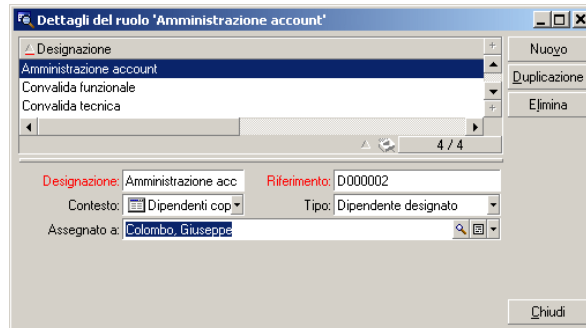 Dettagli del ruolo 'Amministrazione account'
Designazione
Nuovo
Amministrazione account
Duplicazione
Convalida funzionale
Elimina
Convalida tecnica
4 / 4
Designazione: Amministrazione acc Riferimento: D000002
Contesto: Dipendenti cop Tipo: Dipendente designato
Assegnato a: Colombo, Giuseppe
Chiudi